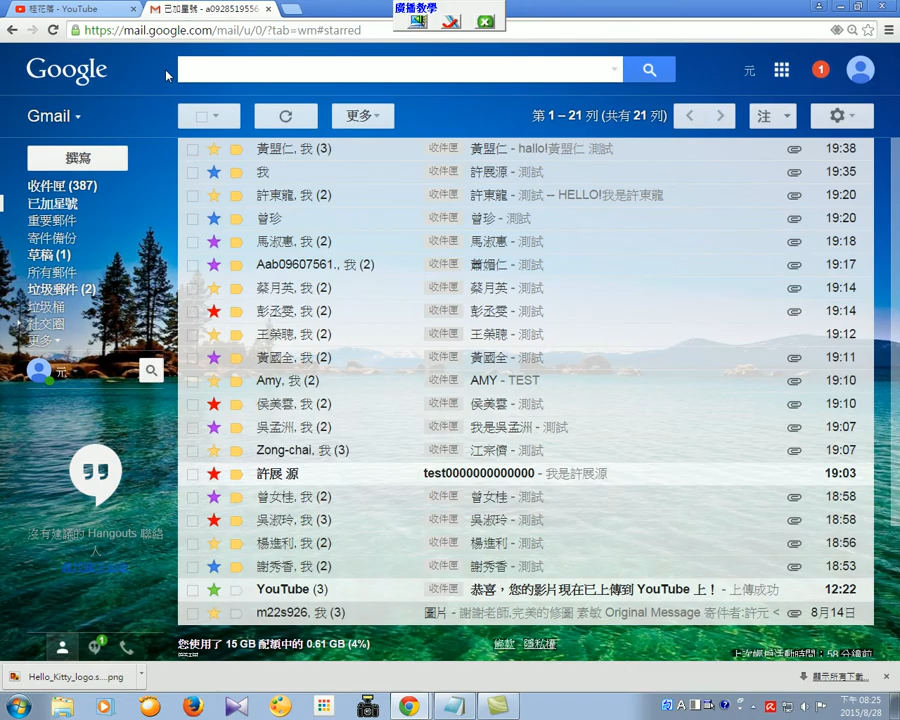 廣播教學
桂花落 - YouTube
已加星號 - a0928519556
https://mail.google.com/mail/u/0/?tab=wm#starred
Google
元
1
Gmail
更多
第 1 – 21 列 (共有 21 列)
注
撰寫
收件匣 (387)
已加星號
重要郵件
寄件備份
草稿 (1)
所有郵件
垃圾郵件 (2)
垃圾桶
社交圈
更多
元
沒有建議的 Hangouts 聯絡
人
黃盟仁, 我 (3) 收件匣 黃盟仁 - hallo!黃盟仁 測試 19:38
我 收件匣 許展源 - 測試 19:35
許東龍, 我 (2) 收件匣 許東龍 - 測試 -- HELLO!我是許東龍 19:20
曾珍 收件匣 曾珍 - 測試 19:20
馬淑惠, 我 (2) 收件匣 馬淑惠 - 測試 19:18
Aab09607561., 我 (2) 收件匣 蕭媚仁 - 測試 19:17
蔡月英, 我 (2) 收件匣 蔡月英 - 測試 19:14
彭丞雯, 我 (2) 收件匣 彭丞雯 - 測試 19:14
王榮聰, 我 (2) 收件匣 王榮聰 - 測試 19:12
黃國金, 我 (2) 收件匣 黃國金 - 測試 19:11
Amy, 我 (2) 收件匣 AMY - TEST 19:10
侯美雲, 我 (2) 收件匣 侯美雲 - 測試 19:10
吳孟洲, 我 (2) 收件匣 我是吳孟洲 - 測試 19:07
Zong-chai, 我 (3) 收件匣 江宗儕 - 測試 19:07
許展 源 test0000000000000 - 我是許展源 19:03
曾女桂, 我 (2) 收件匣 曾女桂 - 測試 18:58
吳淑玲, 我 (3) 收件匣 吳淑玲 - 測試 18:58
楊進利, 我 (2) 收件匣 楊進利 - 測試 18:56
謝秀香, 我 (2) 收件匣 謝秀香 - 測試 18:53
YouTube (3) 收件匣 恭喜，您的影片現在已上傳到 YouTube 上！ - 上傳成功 12:22
m22s926, 我 (3) 圖片 - 謝謝老師,完美的修圖 素敏 Original Message 寄件者:許元 < 8月14日
您使用了 15 GB 配額中的 0.61 GB (4%)
管理
條款 - 隱私權
上次帳戶活動時間：58 分鐘前
1
Hello_Kitty_logo.s....png
顯示所有下載...
下午 08:25
2015/8/28